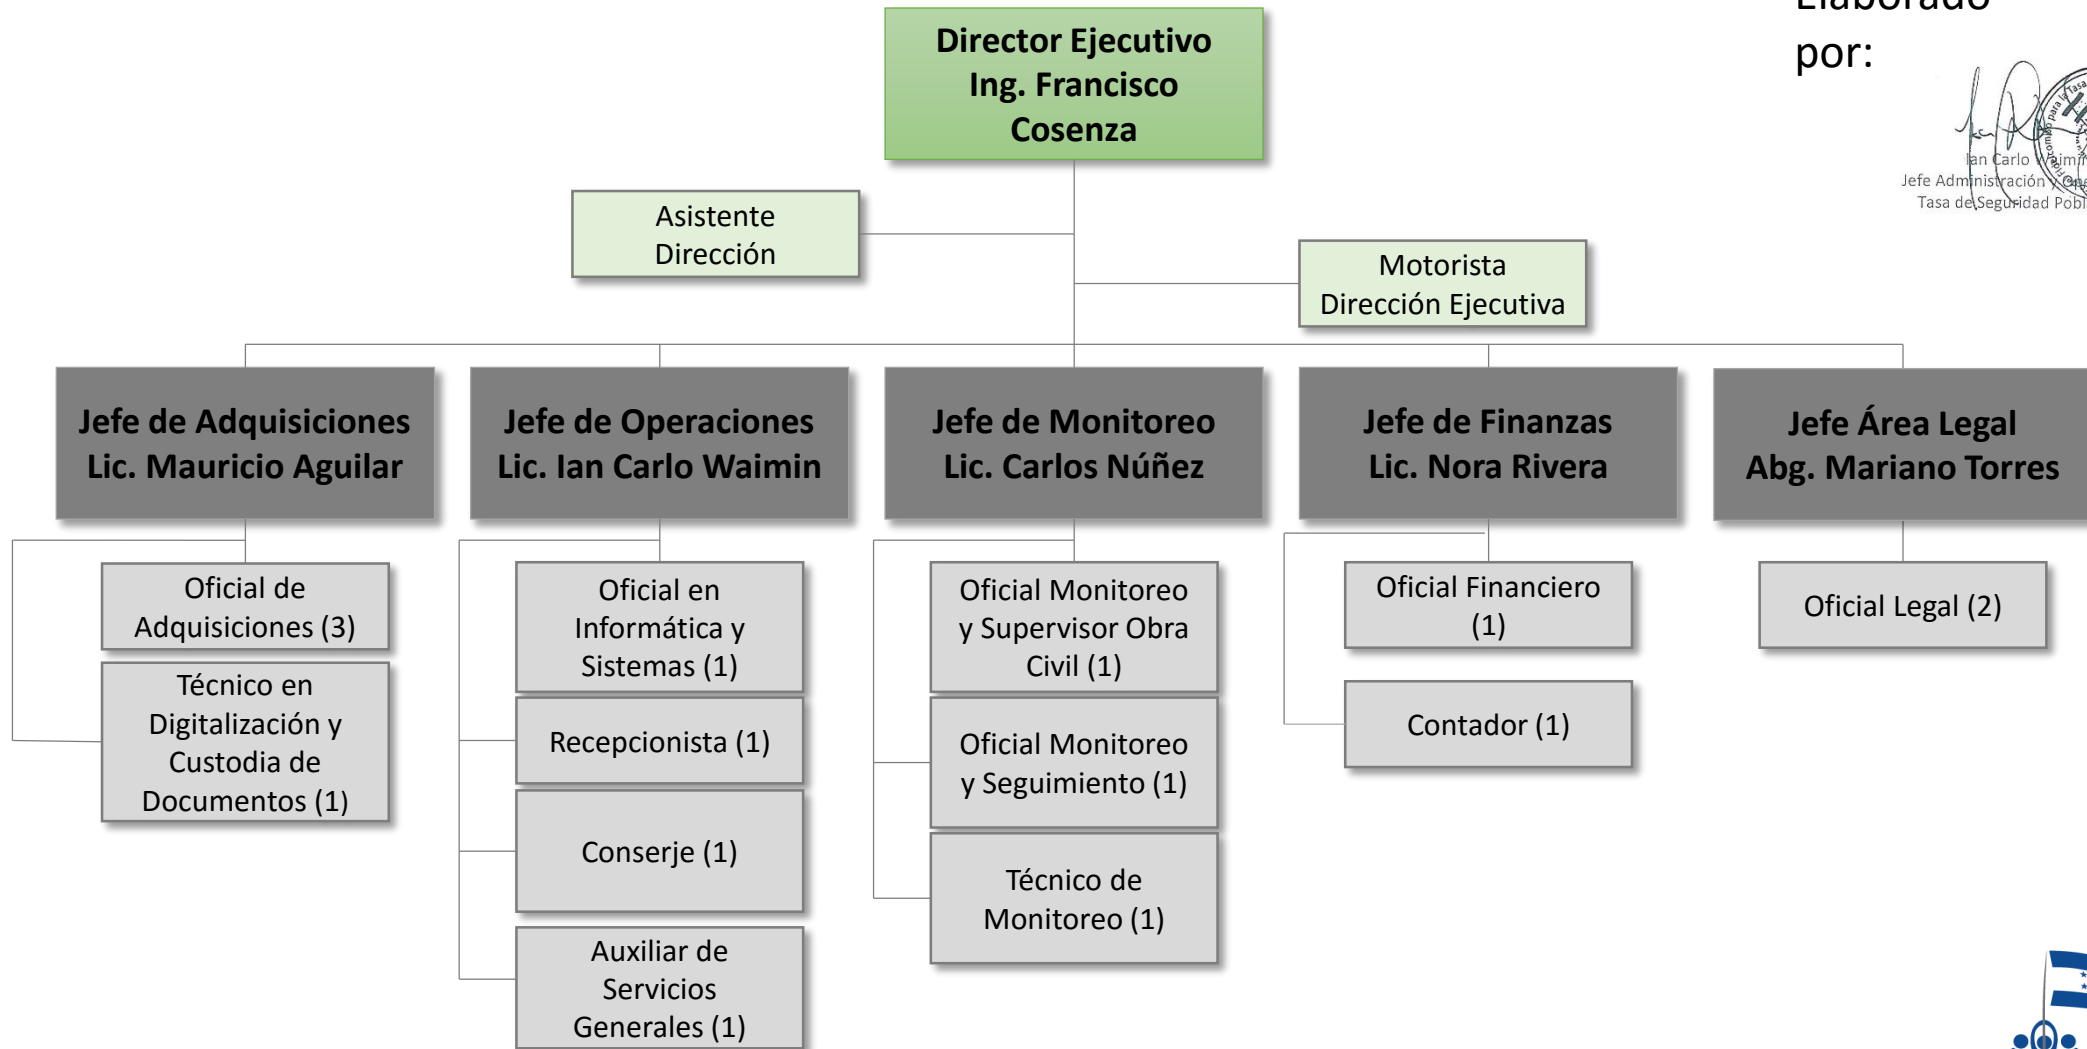 Elaborado
por:
Director Ejecutivo
Ing. Francisco
Cosenza
Ian Carlo
Jefe Administración y
Tasa de Seguridad
Asistente
Dirección
Motorista
Dirección Ejecutiva
Jefe de Adquisiciones
Lic. Mauricio Aguilar
Jefe de Operaciones
Lic. Ian Carlo Waimin
Jefe de Monitoreo
Lic. Carlos Núñez
Jefe de Finanzas
Lic. Nora Rivera
Jefe Área Legal
Abg. Mariano Torres
Oficial de
Adquisiciones (3)
Técnico en
Digitalización y
Custodia de
Documentos (1)
Oficial en
Informática y
Sistemas (1)
Recepcionista (1)
Conserje (1)
Auxiliar de
Servicios
Generales (1)
Oficial Monitoreo
y Supervisor Obra
Civil (1)
Oficial Monitoreo
y Seguimiento (1)
Técnico de
Monitoreo (1)
Oficial Financiero
(1)
Contador (1)
Oficial Legal (2)